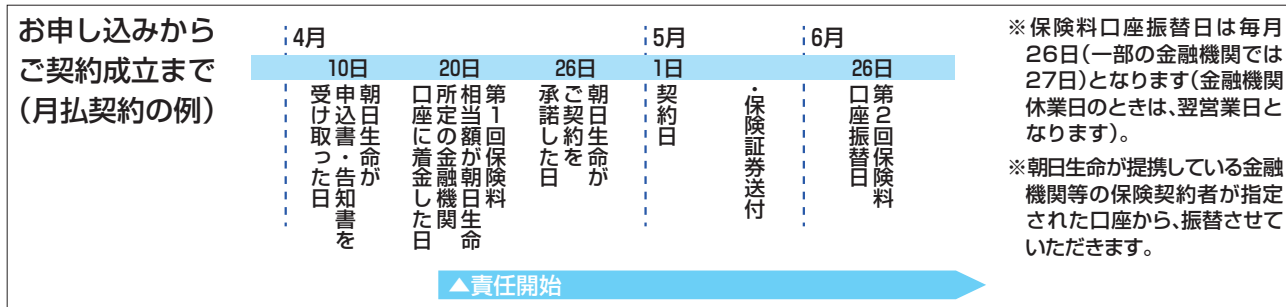 お申し込みから
ご契約成立まで
(月払契約の例)
4月
5月
6月
10日
20日
26日
1日
26日
朝日生命が
申込書・告知書を
受け取った日
第1回保険料
相当額が朝日生命
所定の金融機関
口座に着金した日
朝日生命が
ご契約を
承諾した日
契約日
・保険証券送付
第2回保険料
口座振替日
▲責任開始
※保険料口座振替日は毎月
26日(一部の金融機関では
27日)となります(金融機関
休業日のときは、翌営業日と
なります)。
※朝日生命が提携している金融
機関等の保険契約者が指定
された口座から、振替させて
いただきます。